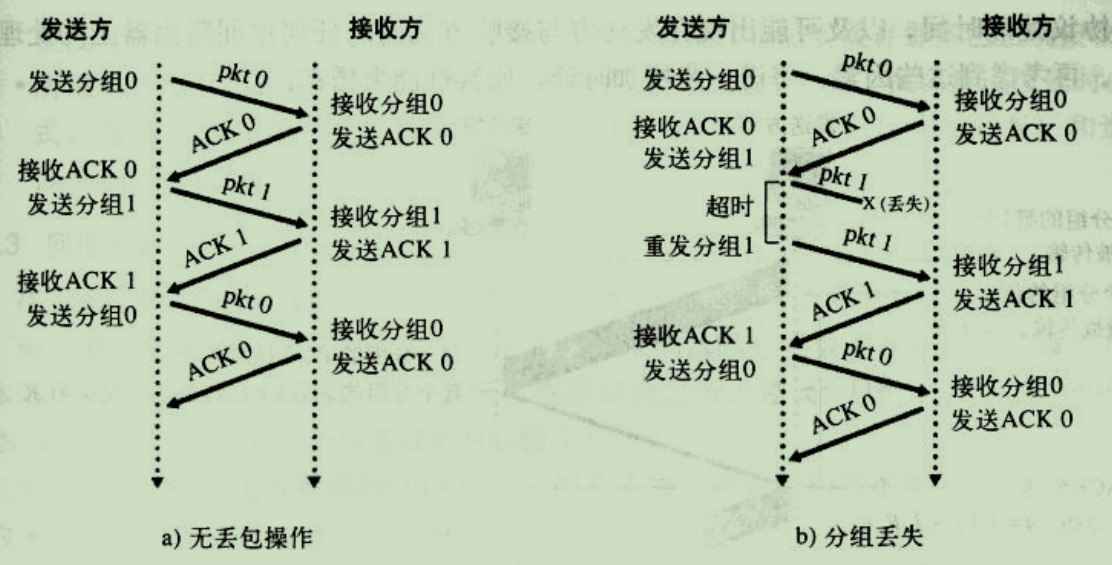 发送方
接收方
发送分组0
pkt 0
接收分组0
发送ACK 0
ACK 0
接收ACK 0
发送分组1
pkt 1
接收分组1
发送ACK 1
ACK 1
接收ACK 1
发送分组0
pkt 0
接收分组0
发送ACK 0
ACK 0
a) 无丢包操作
发送方
接收方
发送分组0
pkt 0
接收分组0
发送ACK 0
ACK 0
接收ACK 0
发送分组1
pkt 1
X (丢失)
超时
重发分组1
pkt 1
接收分组1
发送ACK 1
ACK 1
接收ACK 1
发送分组0
pkt 0
接收分组0
发送ACK 0
ACK 0
b) 分组丢失